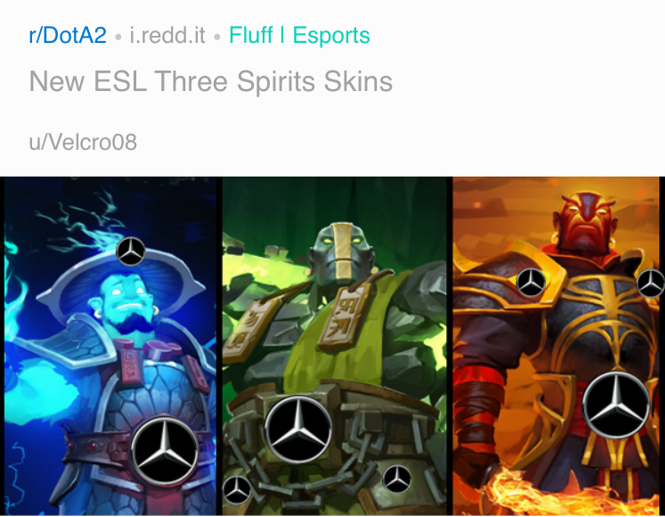 r/DotA2 • i.redd.it • Fluff | Esports
New ESL Three Spirits Skins
u/Velcro08